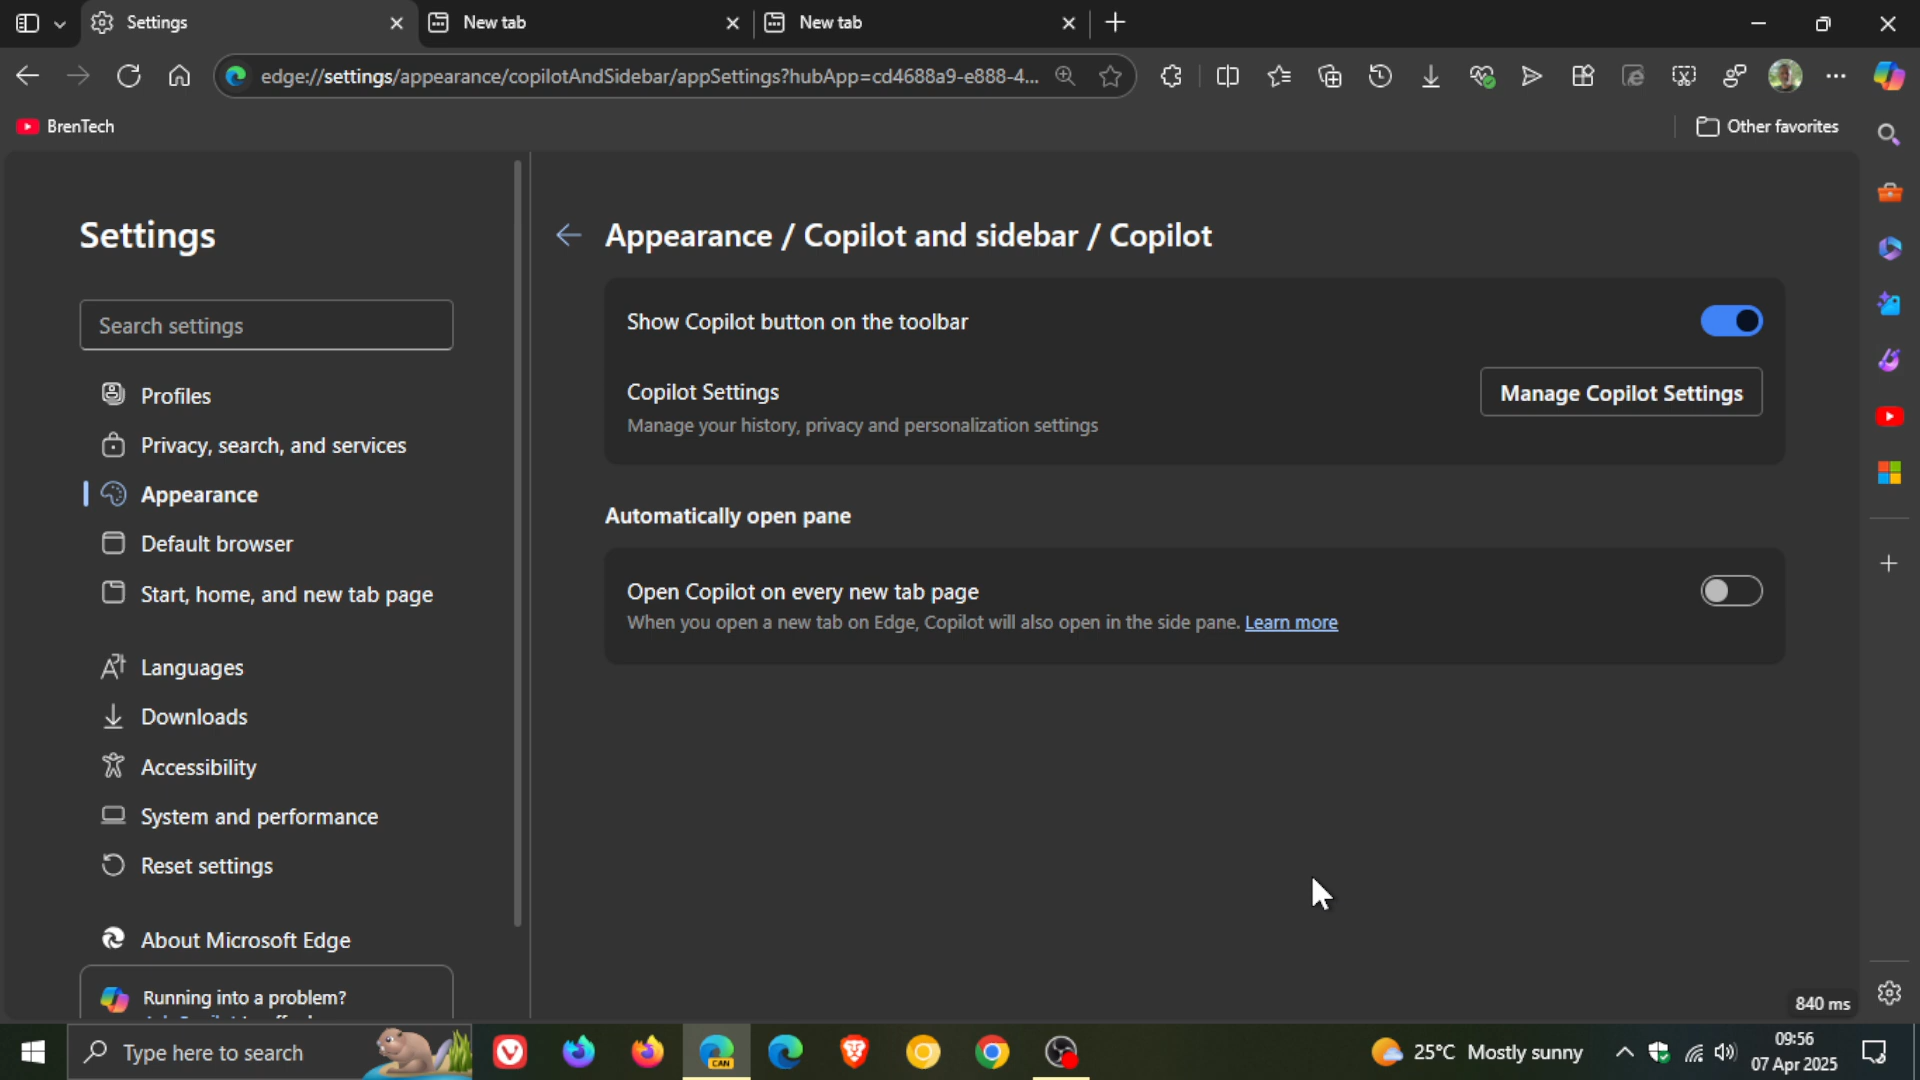 Settings
New tab
New tab
edge://settings/appearance/copilotAndSidebar/appSettings?hubApp=cd4688a9-e888-4...
BrenTech
Other favorites
Settings
Search settings
Profiles
Privacy, search, and services
Appearance
Default browser
Start, home, and new tab page
Languages
Downloads
Accessibility
System and performance
Reset settings
About Microsoft Edge
Running into a problem?
Appearance / Copilot and sidebar / Copilot
Show Copilot button on the toolbar
Copilot Settings
Manage your history, privacy and personalization settings
Manage Copilot Settings
Automatically open pane
Open Copilot on every new tab page
When you open a new tab on Edge, Copilot will also open in the side pane. Learn more
840 ms
Type here to search
CAN
25°C Mostly sunny
09:56
07 Apr 2025